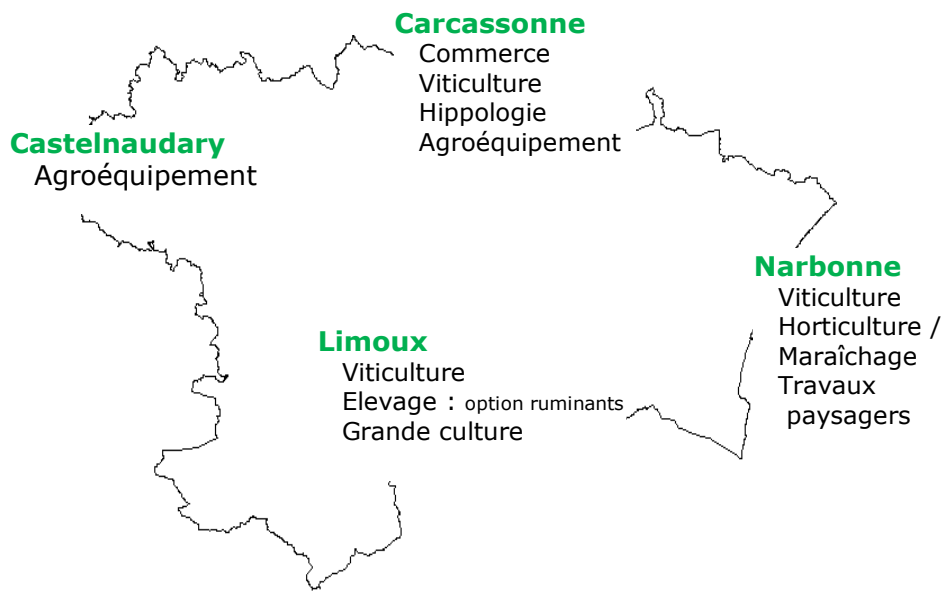 Carcassonne
Commerce
Viticulture
Hippologie
Agroéquipement
Castelnaudary
Agroéquipement
Narbonne
Viticulture
Horticulture /
Maraîchage
Travaux
paysagers
Limoux
Viticulture
Elevage : option ruminants
Grande culture